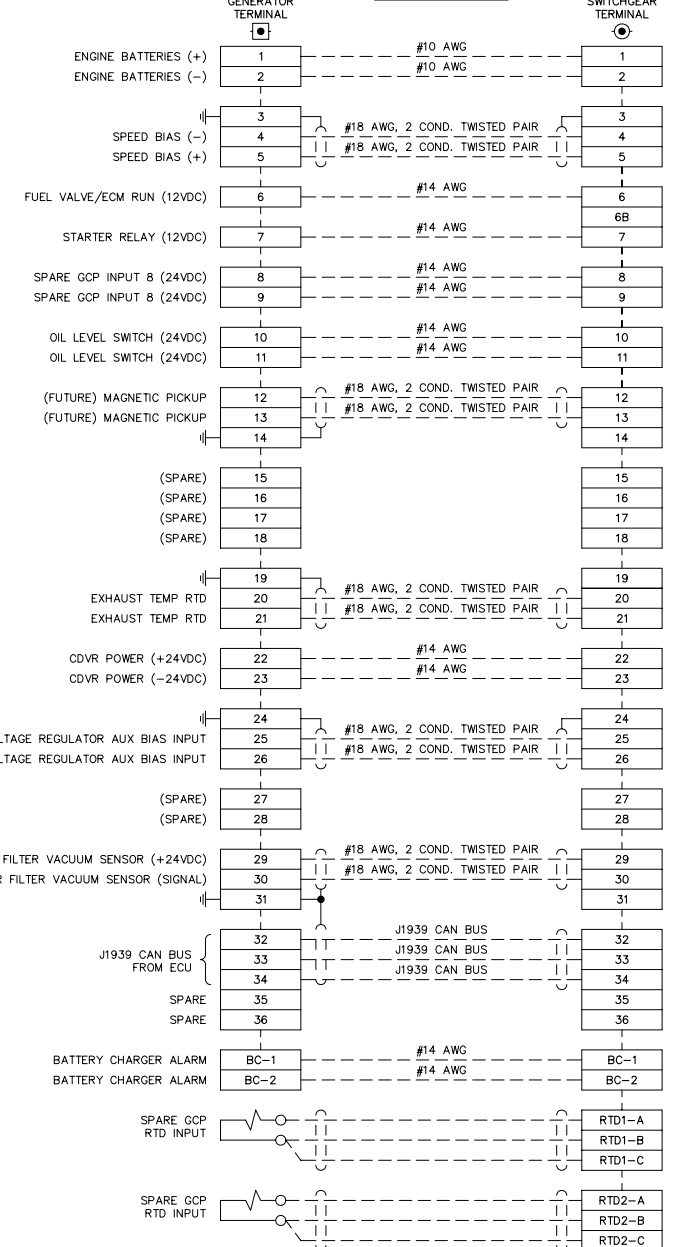 GENERATOR SWITCHGEAR
TERMINAL TERMINAL
ENGINE BATTERIES (+) 1 #10 AWG 1
ENGINE BATTERIES (−) 2 #10 AWG 2
3 3
SPEED BIAS (−) 4 #18 AWG, 2 COND. TWISTED PAIR 4
SPEED BIAS (+) 5 #18 AWG, 2 COND. TWISTED PAIR 5
FUEL VALVE/ECM RUN (12VDC) 6 #14 AWG 6
6B
STARTER RELAY (12VDC) 7 #14 AWG 7
SPARE GCP INPUT 8 (24VDC) 8 #14 AWG 8
SPARE GCP INPUT 8 (24VDC) 9 #14 AWG 9
OIL LEVEL SWITCH (24VDC) 10 #14 AWG 10
OIL LEVEL SWITCH (24VDC) 11 #14 AWG 11
(FUTURE) MAGNETIC PICKUP 12 #18 AWG, 2 COND. TWISTED PAIR 12
(FUTURE) MAGNETIC PICKUP 13 #18 AWG, 2 COND. TWISTED PAIR 13
14 14
(SPARE) 15 15
(SPARE) 16 16
(SPARE) 17 17
(SPARE) 18 18
19 19
EXHAUST TEMP RTD 20 #18 AWG, 2 COND. TWISTED PAIR 20
EXHAUST TEMP RTD 21 #18 AWG, 2 COND. TWISTED PAIR 21
CDVR POWER (+24VDC) 22 #14 AWG 22
CDVR POWER (−24VDC) 23 #14 AWG 23
24 24
LTAGE REGULATOR AUX BIAS INPUT 25 #18 AWG, 2 COND. TWISTED PAIR 25
LTAGE REGULATOR AUX BIAS INPUT 26 #18 AWG, 2 COND. TWISTED PAIR 26
(SPARE) 27 27
(SPARE) 28 28
FILTER VACUUM SENSOR (+24VDC) 29 #18 AWG, 2 COND. TWISTED PAIR 29
R FILTER VACUUM SENSOR (SIGNAL) 30 #18 AWG, 2 COND. TWISTED PAIR 30
31 31
32 J1939 CAN BUS 32
J1939 CAN BUS 33 J1939 CAN BUS 33
FROM ECU 34 J1939 CAN BUS 34
SPARE 35 35
SPARE 36 36
BATTERY CHARGER ALARM BC−1 #14 AWG BC−1
BATTERY CHARGER ALARM BC−2 #14 AWG BC−2
SPARE GCP RTD1−A
RTD INPUT RTD1−B
RTD1−C
SPARE GCP RTD2−A
RTD INPUT RTD2−B
RTD2−C